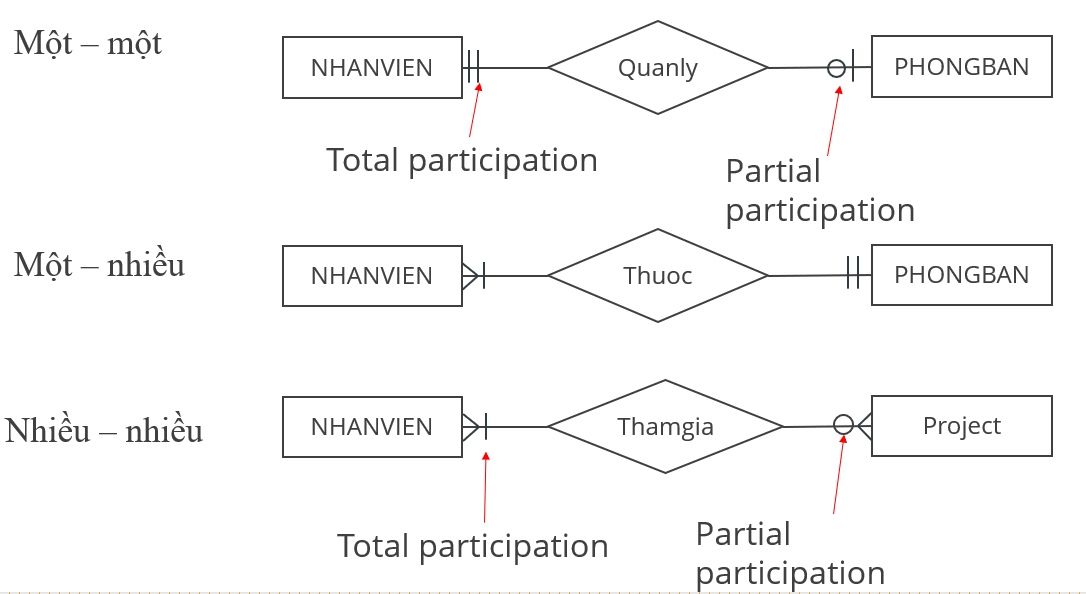 Một – một
NHANVIEN
Quanly
PHONGBAN
Total participation
Partial
participation
Một – nhiều
NHANVIEN
Thuoc
PHONGBAN
Nhiều – nhiều
NHANVIEN
Thamgia
Project
Total participation
Partial
participation